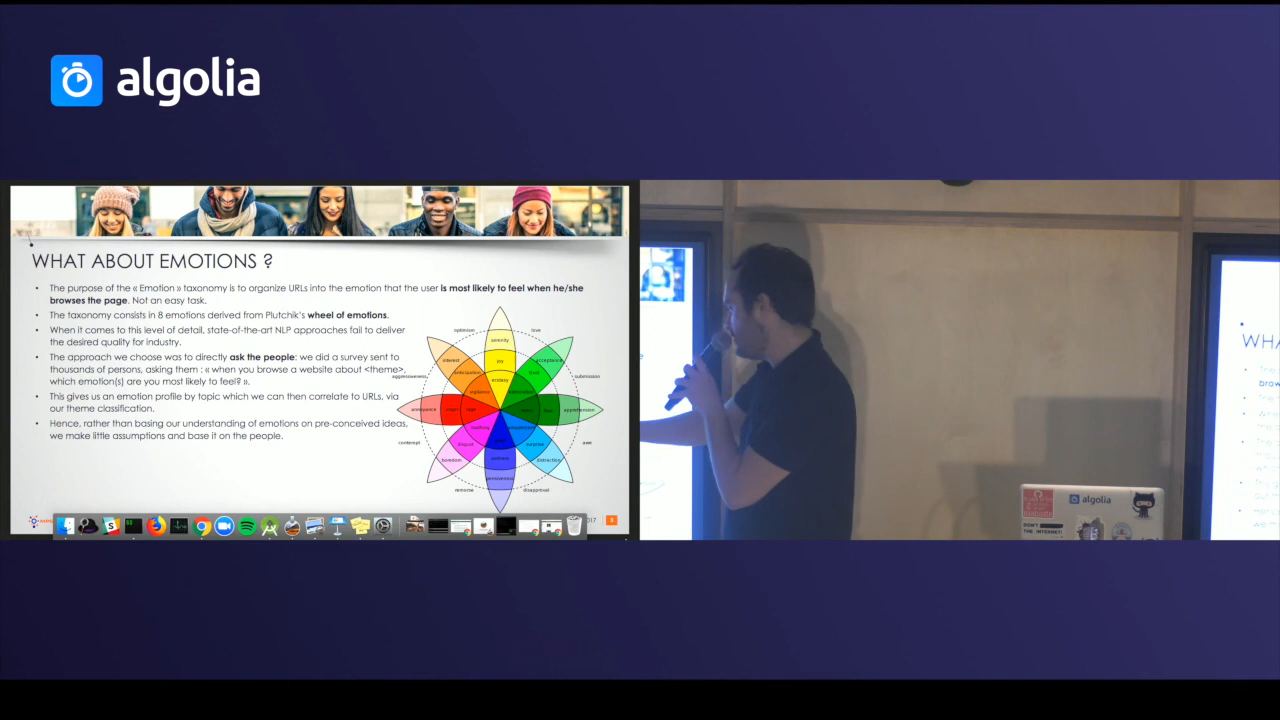 algolia
WHAT ABOUT EMOTIONS ?
• The purpose of the « Emotion » taxonomy is to organize URLs into the emotion that the user is most likely to feel when he/she
browses the page. Not an easy task.
• The taxonomy consists in 8 emotions derived from Plutchik's wheel of emotions.
• When it comes to this level of detail, state-of-the-art NLP approaches fail to deliver
the desired quality for industry.
• The approach we choose was to directly ask the people: we did a survey sent to
thousands of persons, asking them : « when you browse a website about <theme>,
which emotion(s) are you most likely to feel? ».
• This gives us an emotion profile by topic which we can then correlate to URLs, via
our theme classification.
• Hence, rather than basing our understanding of emotions on pre-conceived ideas,
we make little assumptions and base it on the people.
optimism
love
serenity
interest
joy
acceptance
anticipation
trust
aggressiveness
ecstasy
submission
vigilance
annoyance
anger
rage
apprehension
loathing
contempt
disgust
surprise
awe
sadness
boredom
distraction
pensiveness
remorse
disapproval
2017
algolia
DON'T
THE INTERNET!
WHA